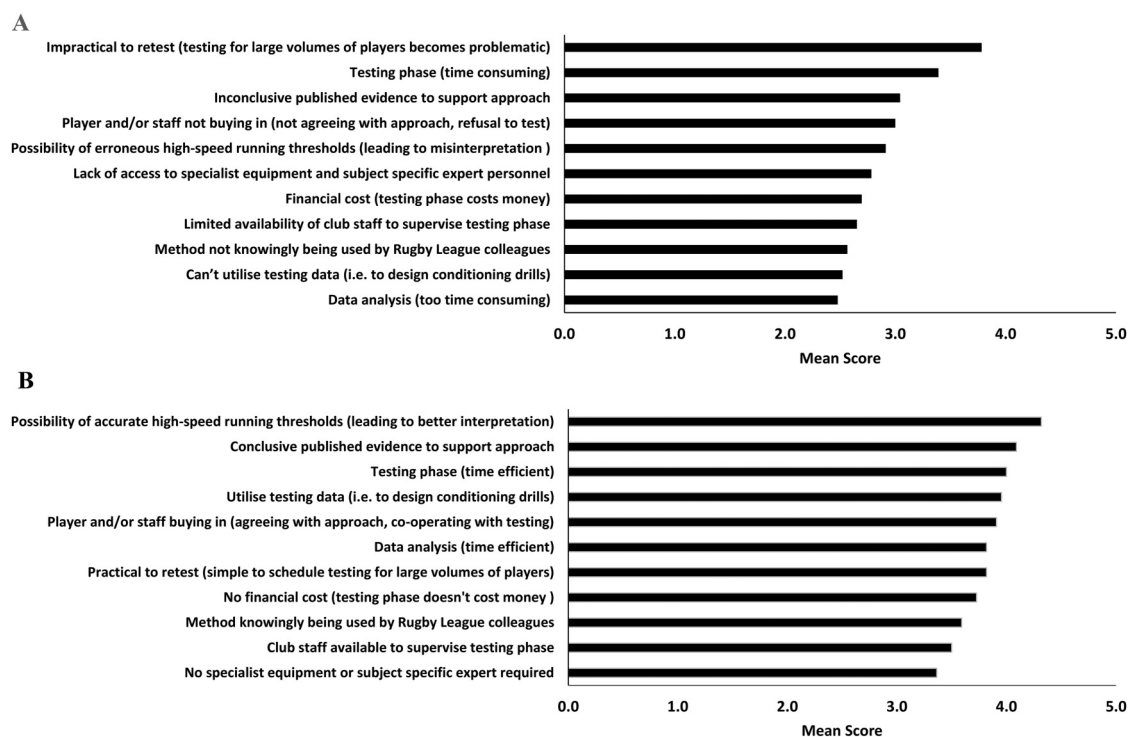 A
Impractical to retest (testing for large volumes of players becomes problematic)
Testing phase (time consuming)
Inconclusive published evidence to support approach
Player and/or staff not buying in (not agreeing with approach, refusal to test)
Possibility of erroneous high-speed running thresholds (leading to misinterpretation )
Lack of access to specialist equipment and subject specific expert personnel
Financial cost (testing phase costs money)
Limited availability of club staff to supervise testing phase
Method not knowingly being used by Rugby League colleagues
Can’t utilise testing data (i.e. to design conditioning drills)
Data analysis (too time consuming)
0.0 1.0 2.0 3.0 4.0 5.0
Mean Score
B
Possibility of accurate high-speed running thresholds (leading to better interpretation)
Conclusive published evidence to support approach
Testing phase (time efficient)
Utilise testing data (i.e. to design conditioning drills)
Player and/or staff buying in (agreeing with approach, co-operating with testing)
Data analysis (time efficient)
Practical to retest (simple to schedule testing for large volumes of players)
No financial cost (testing phase doesn't cost money )
Method knowingly being used by Rugby League colleagues
Club staff available to supervise testing phase
No specialist equipment or subject specific expert required
0.0 1.0 2.0 3.0 4.0 5.0
Mean Score